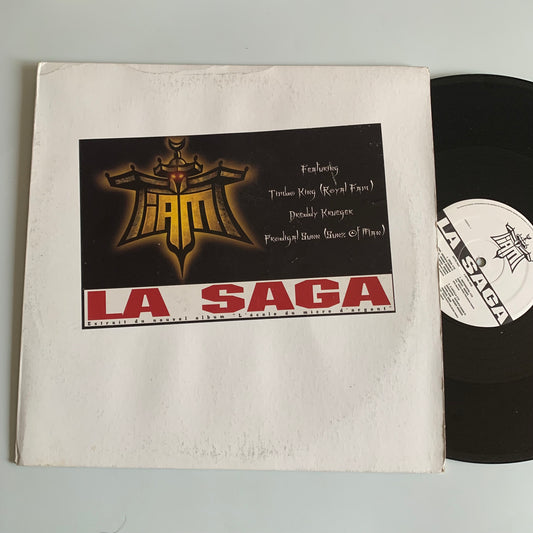 IAM
Featuring
Timbo King (Royal Fam)
Dreddy Krueger
Prodigal Sunn (Sunz Of Man)
LA SAGA
Extrait du nouvel album "L'école du micro d'argent"
IAM
LA SAGA